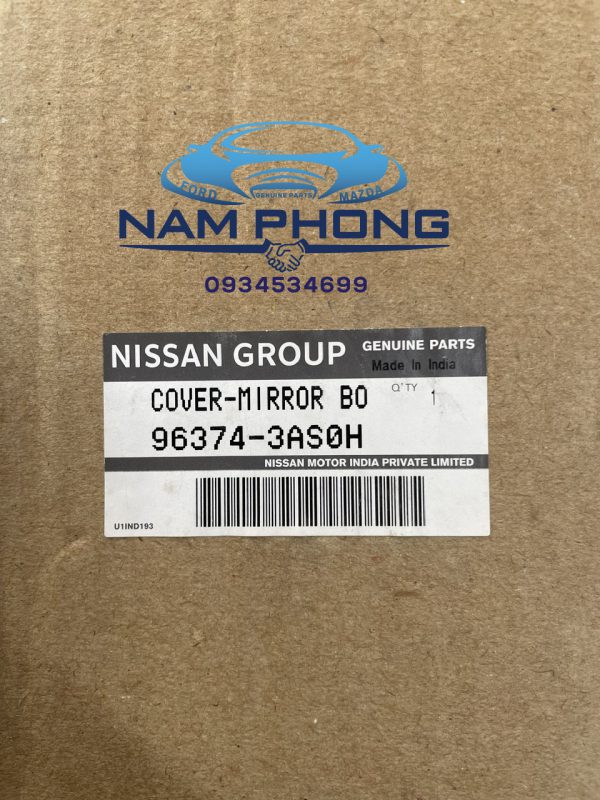 FORD
GENUINE PARTS
MAZDA
NAM PHONG
0934534699
NISSAN GROUP
GENUINE PARTS
Made In India
COVER-MIRROR BO
Q'TY
1
96374-3AS0H
NISSAN MOTOR INDIA PRIVATE LIMITED
U1IND193